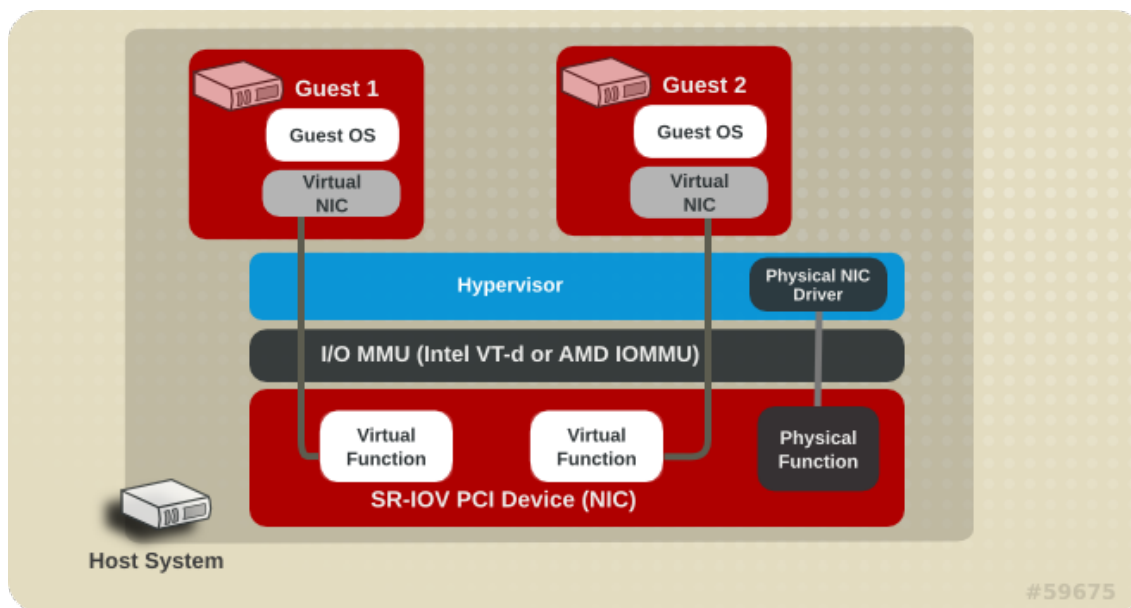 Guest 1
Guest OS
Virtual
NIC
Guest 2
Guest OS
Virtual
NIC
Hypervisor
Physical NIC
Driver
I/O MMU (Intel VT-d or AMD IOMMU)
Virtual
Function
Virtual
Function
Physical
Function
SR-IOV PCI Device (NIC)
Host System
#59675